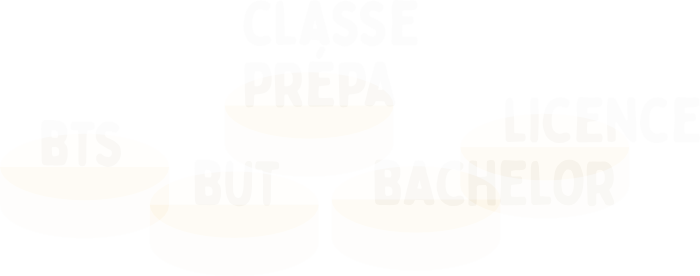 CLASSE
PRÉPA
LICENCE
BTS
BUT
BACHELOR